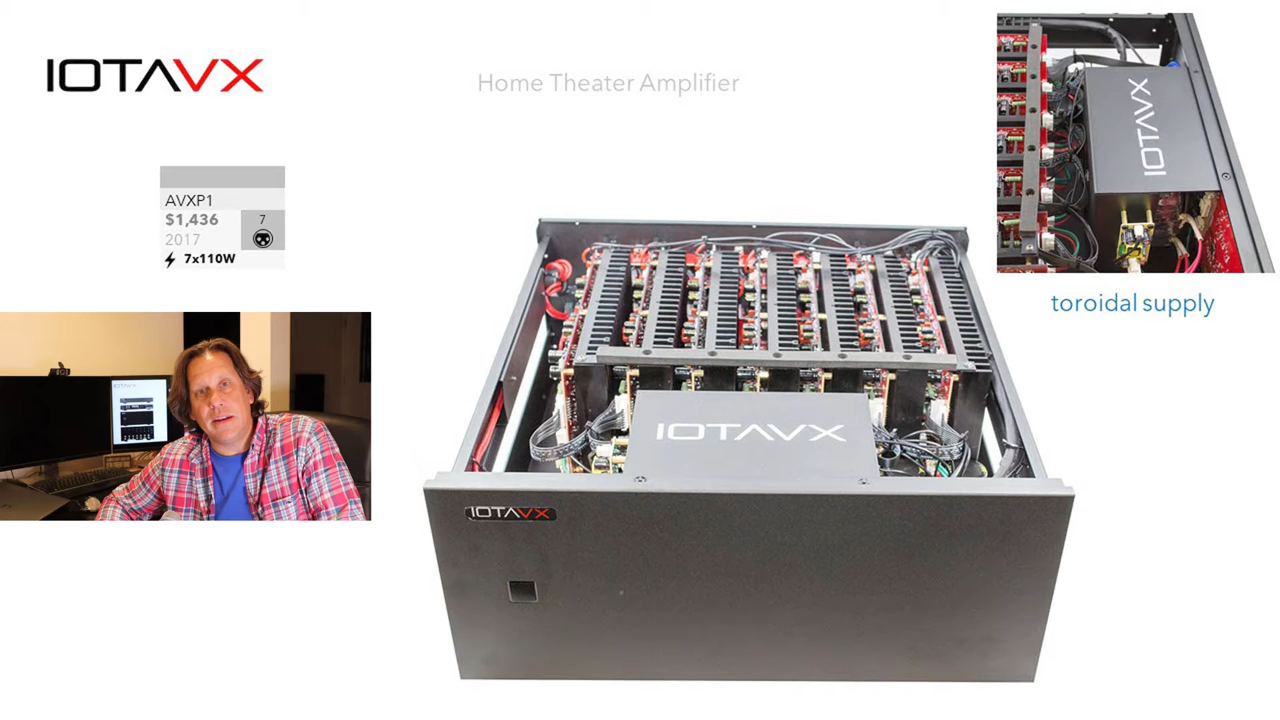 IOTAVX
Home Theater Amplifier
AVXP1
$1,436
7
2017
7x110W
IOTAVX
toroidal supply
IOTAVX
IOTAVX